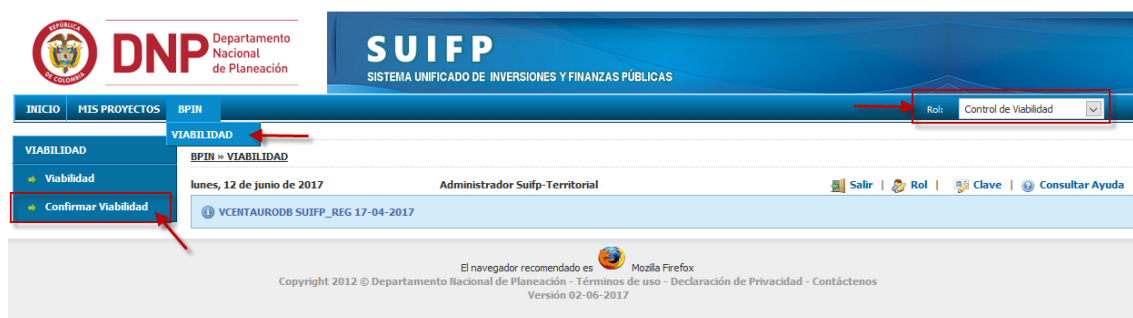 REPÚBLICA
DE COLOMBIA
DNP
Departamento
Nacional
de Planeación
SUIFP
SISTEMA UNIFICADO DE INVERSIONES Y FINANZAS PÚBLICAS
INICIO MIS PROYECTOS BPIN
Rol: Control de Viabilidad
VIABILIDAD
VIABILIDAD
BPIN » VIABILIDAD
Viabilidad
lunes, 12 de junio de 2017 Administrador Suifp-Territorial Salir | Rol | Clave | Consultar Ayuda
Confirmar Viabilidad
VCENTAURODB SUIFP_REG 17-04-2017
El navegador recomendado es Mozilla Firefox
Copyright 2012 © Departamento Nacional de Planeación - Términos de uso - Declaración de Privacidad - Contáctenos
Versión 02-06-2017